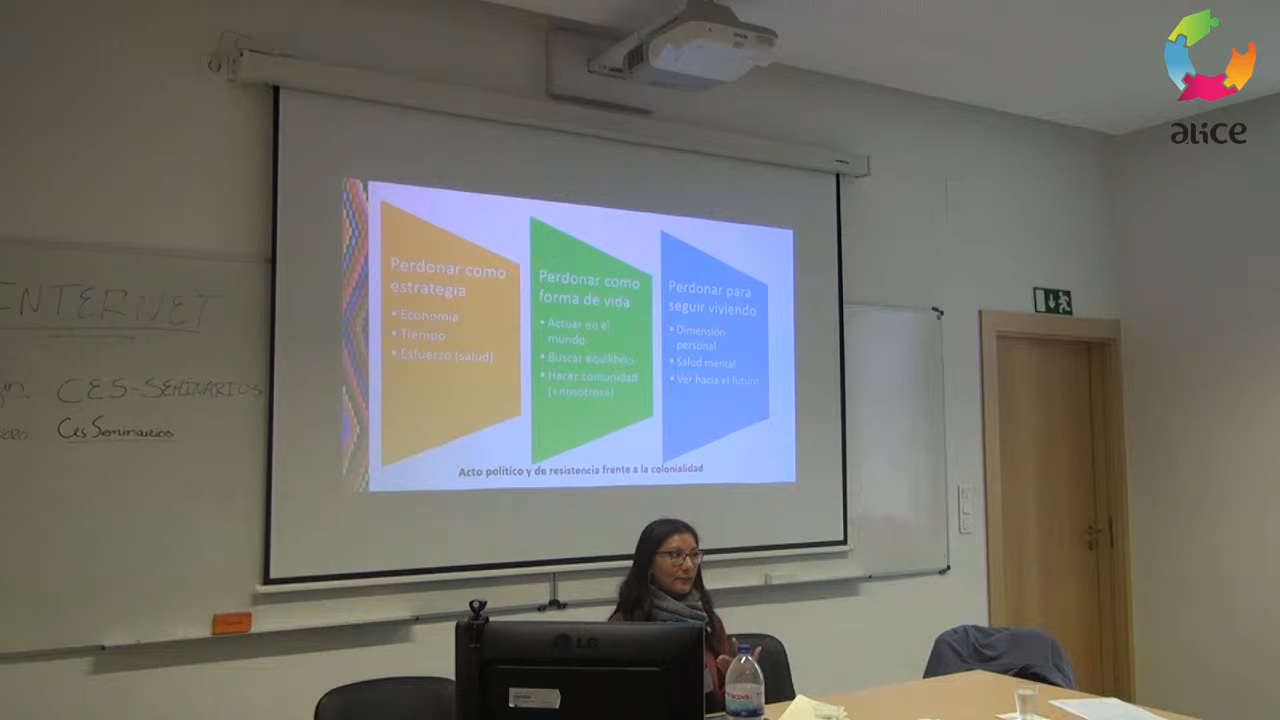 alice
EPSON
INTERNET
CES-SEMINARIOS
Ces Seminarios
Perdonar como
estrategia
• Economía
• Tiempo
• Esfuerzo (salud)
Perdonar como
forma de vida
• Actuar en el
mundo
• Buscar equilibrio
• Hacer comunidad
(«nosotros»)
Perdonar para
seguir viviendo
• Dimensión
personal
• Salud mental
• Ver hacia el futuro
Acto político y de resistencia frente a la colonialidad
LG